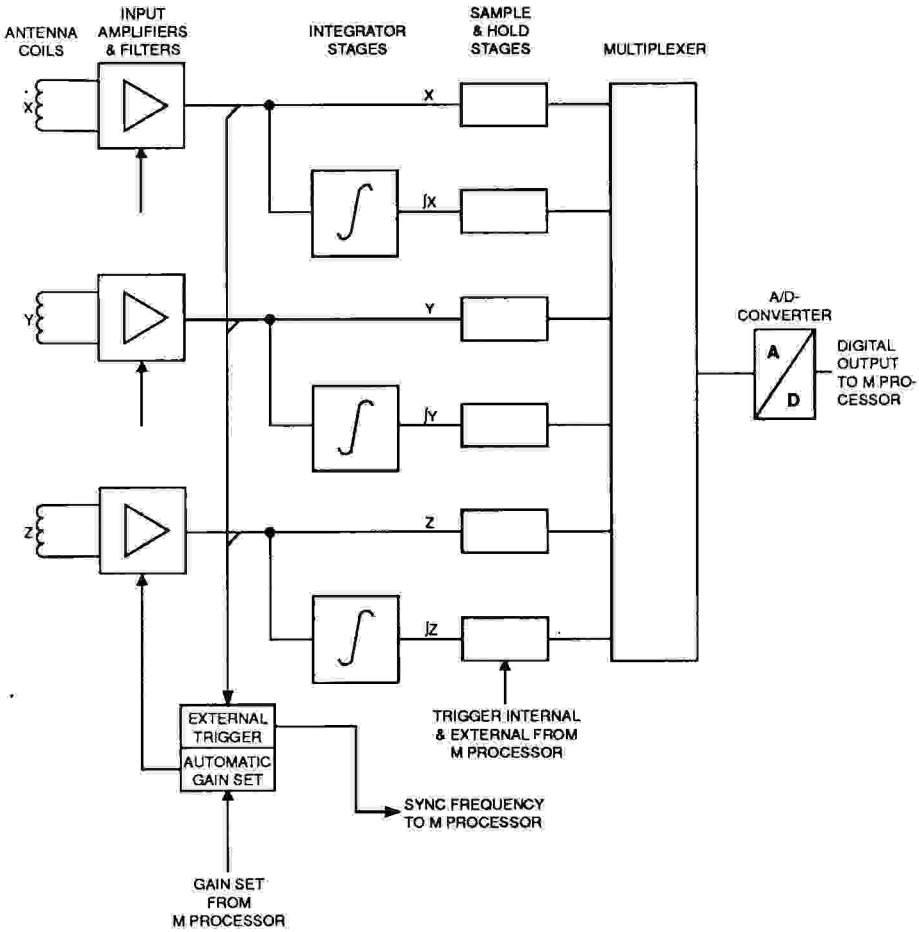 ANTENNA
COILS
INPUT
AMPLIFIERS
& FILTERS
INTEGRATOR
STAGES
SAMPLE
& HOLD
STAGES
MULTIPLEXER
X
X
∫X
Y
Y
∫Y
A/D-
CONVERTER
A
D
DIGITAL
OUTPUT
TO M PRO-
CESSOR
Z
Z
∫Z
∫
∫
∫
EXTERNAL
TRIGGER
AUTOMATIC
GAIN SET
TRIGGER INTERNAL
& EXTERNAL FROM
M PROCESSOR
SYNC FREQUENCY
TO M PROCESSOR
GAIN SET
FROM
M PROCESSOR